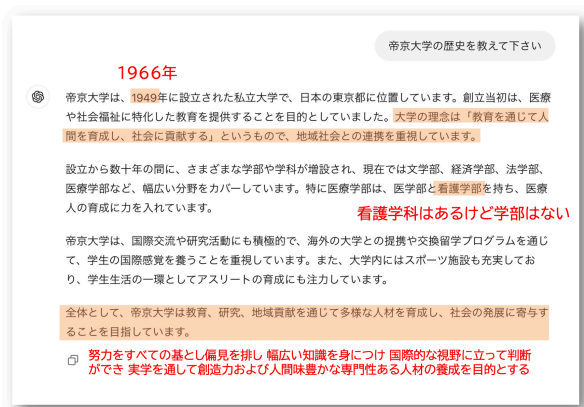 帝京大学の歴史を教えて下さい
1966年
帝京大学は、1949年に設立された私立大学で、日本の東京都に位置しています。創立当初は、医療
や社会福祉に特化した教育を提供することを目的としていました。大学の理念は「教育を通じて人
間を育成し、社会に貢献する」というもので、地域社会との連携を重視しています。
設立から数十年の間に、さまざまな学部や学科が増設され、現在では文学部、経済学部、法学部、
医療学部など、幅広い分野をカバーしています。特に医療学部は、医学部と看護学部を持ち、医療
人の育成に力を入れています。
看護学科はあるけど学部はない
帝京大学は、国際交流や研究活動にも積極的で、海外の大学との提携や交換留学プログラムを通じ
て、学生の国際感覚を養うことを重視しています。また、大学内にはスポーツ施設も充実してお
り、学生生活の一環としてアスリートの育成にも注力しています。
全体として、帝京大学は教育、研究、地域貢献を通じて多様な人材を育成し、社会の発展に寄与す
ることを目指しています。
努力をすべての基とし偏見を排し 幅広い知識を身につけ 国際的な視野に立って判断
ができ 実学を通して創造力および人間味豊かな専門性ある人材の養成を目的とする